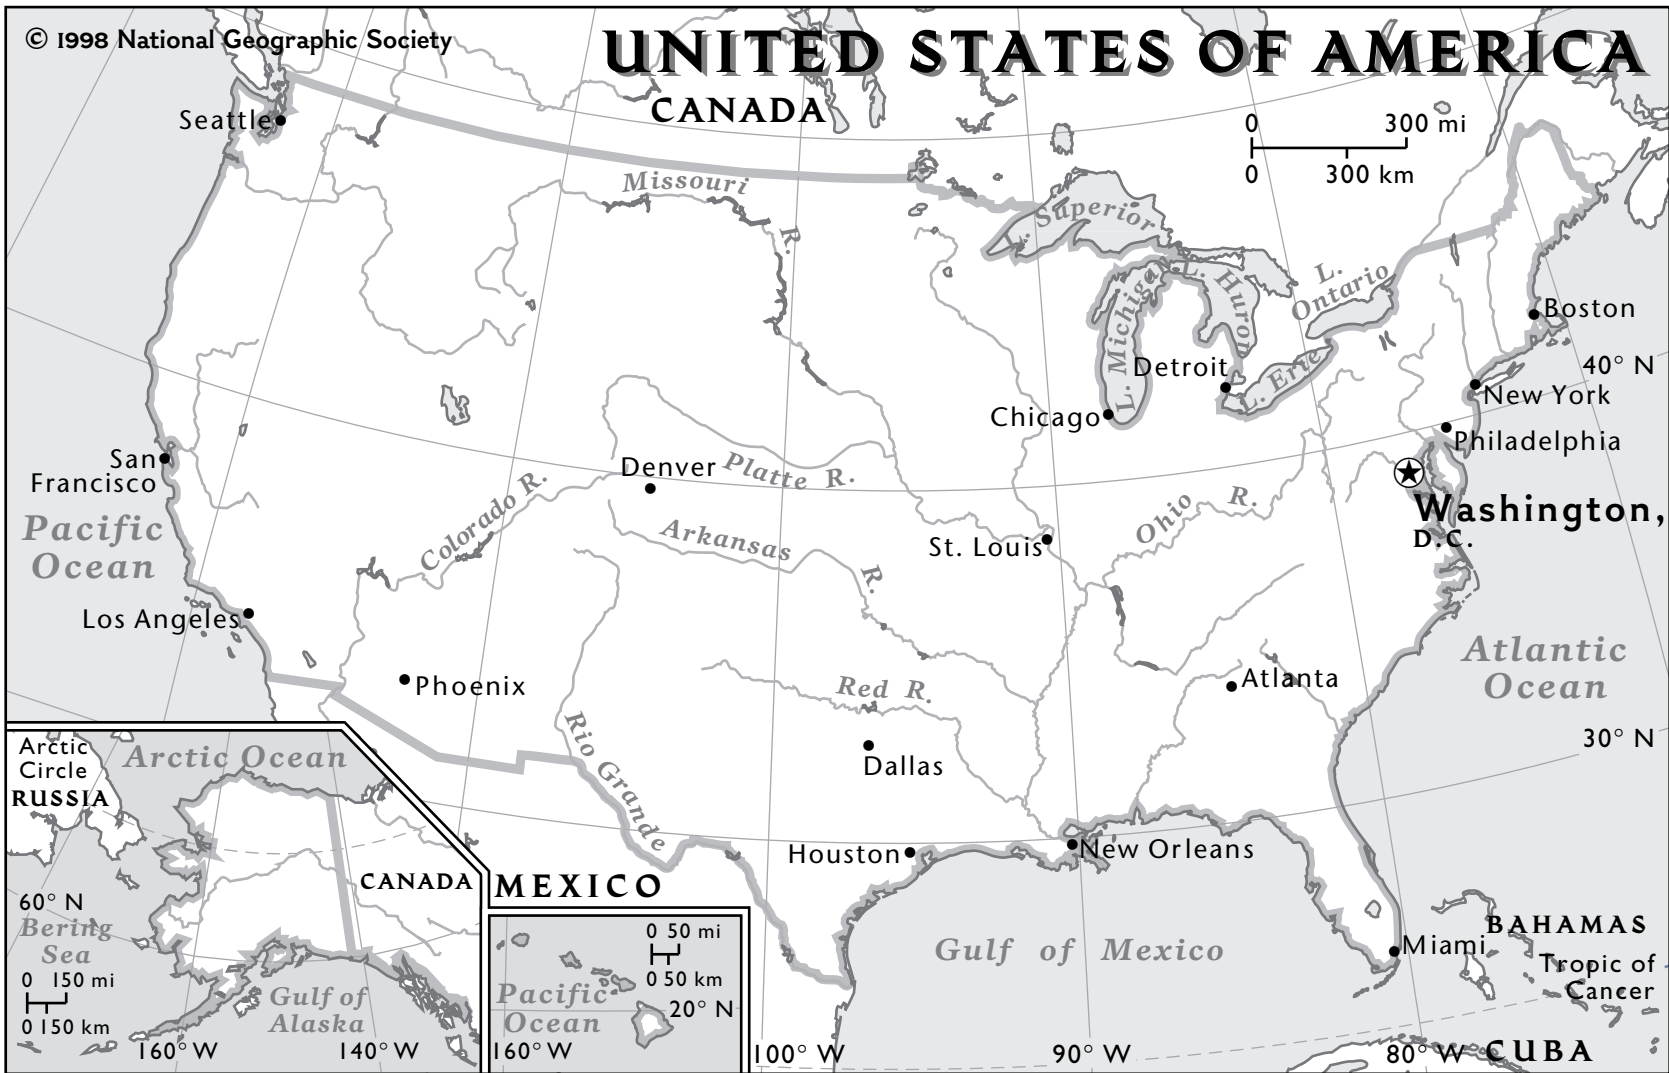 © 1998 National Geographic Society
UNITED STATES OF AMERICA
CANADA
0 300 mi
0 300 km
Seattle
Missouri
R.
L. Superior
L. Michigan
L. Huron
L.
Ontario
L. Erie
Boston
40° N
Detroit
New York
Chicago
Philadelphia
San
Francisco
Denver
Platte R.
Colorado R.
Washington,
D.C.
Ohio R.
Pacific
Ocean
Arkansas
R.
St. Louis
Los Angeles
Atlantic
Ocean
Phoenix
Red R.
Atlanta
Rio Grande
Dallas
30° N
Arctic
Circle
Arctic Ocean
RUSSIA
Houston
New Orleans
CANADA
MEXICO
60° N
Bering
Sea
0 150 mi
0 150 km
Gulf of
Alaska
160° W
140° W
0 50 mi
0 50 km
Pacific
Ocean
20° N
160° W
Gulf of Mexico
Miami
BAHAMAS
Tropic of
Cancer
100° W
90° W
80° W
CUBA